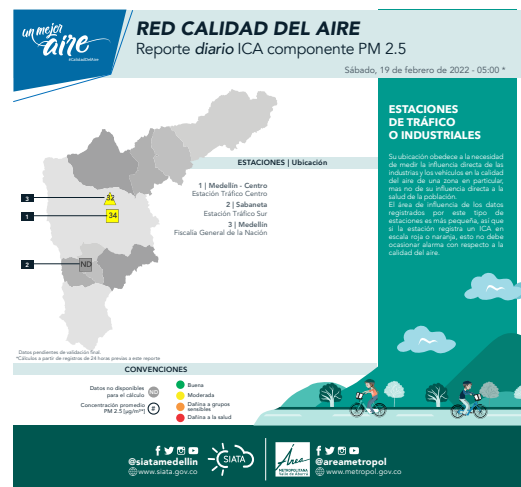 un mejor
aire
#CalidadDelAire
RED CALIDAD DEL AIRE
Reporte diario ICA componente PM 2.5
Sábado, 19 de febrero de 2022 - 05:00 *
ESTACIONES
DE TRÁFICO
O INDUSTRIALES
Su ubicación obedece a la necesidad
de medir la influencia directa de las
industrias y los vehículos en la calidad
del aire de una zona en particular,
mas no de su influencia directa a la
salud de la población.
El área de influencia de los datos
registrados por este tipo de
estaciones es más pequeña, así que
si la estación registra un ICA en
escala roja o naranja, esto no debe
ocasionar alarma con respecto a la
calidad del aire.
ESTACIONES | Ubicación
1 | Medellín - Centro
Estación Tráfico Centro
2 | Sabaneta
Estación Tráfico Sur
3 | Medellín
Fiscalía General de la Nación
3
32
1
34
2
ND
Datos pendientes de validación final.
*Cálculos a partir de registros de 24 horas previas a este reporte
CONVENCIONES
Datos no disponibles
para el cálculo
ND
Concentración promedio
PM 2.5 [µg/m³]
#
Buena
Moderada
Dañina a grupos
sensibles
Dañina a la salud
@siatamedellin
www.siata.gov.co
SIATA
Área
METROPOLITANA
Valle de Aburrá
@areametropol
www.metropol.gov.co